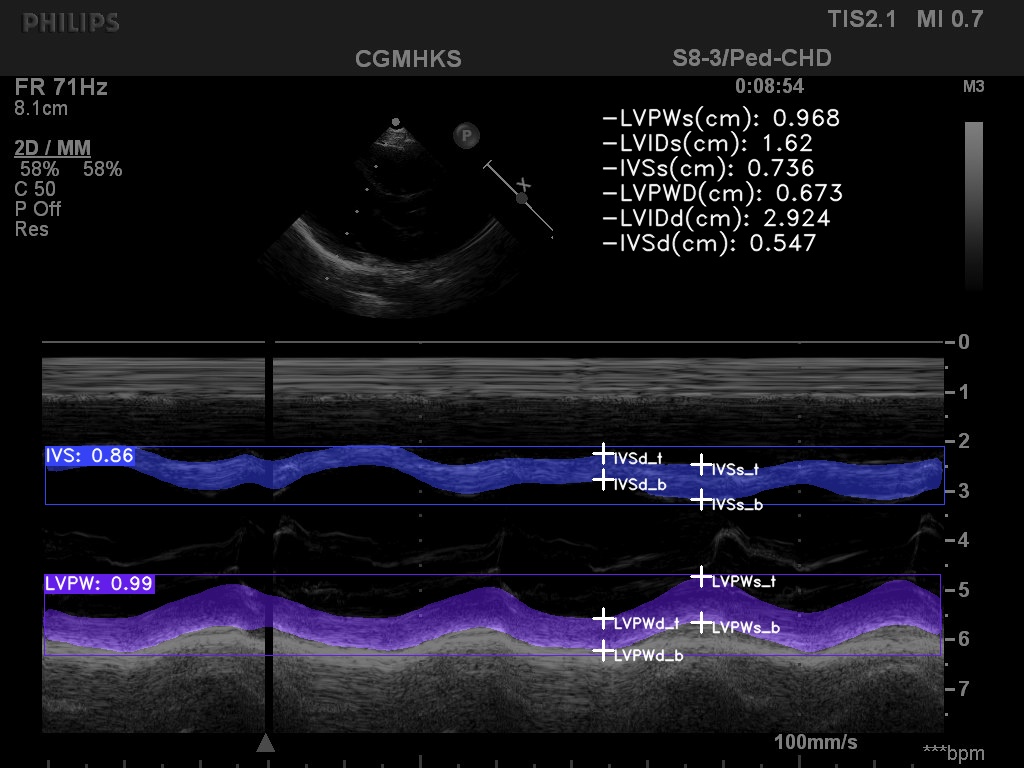 PHILIPS
TIS2.1 MI 0.7
CGMHKS
S8-3/Ped-CHD
FR 71Hz
8.1cm
0:08:54
M3
2D / MM
58% 58%
C 50
P Off
Res
P
X
-LVPWs(cm): 0.968
-LVIDs(cm): 1.62
-IVSs(cm): 0.736
-LVPWD(cm): 0.673
-LVIDd(cm): 2.924
-IVSd(cm): 0.547
0
1
2
3
4
5
6
7
IVS: 0.86
IVSd_t
IVSd_b
IVSs_t
IVSs_b
LVPW: 0.99
LVPWs_t
LVPWd_t
LVPWs_b
LVPWd_b
100mm/s
***bpm